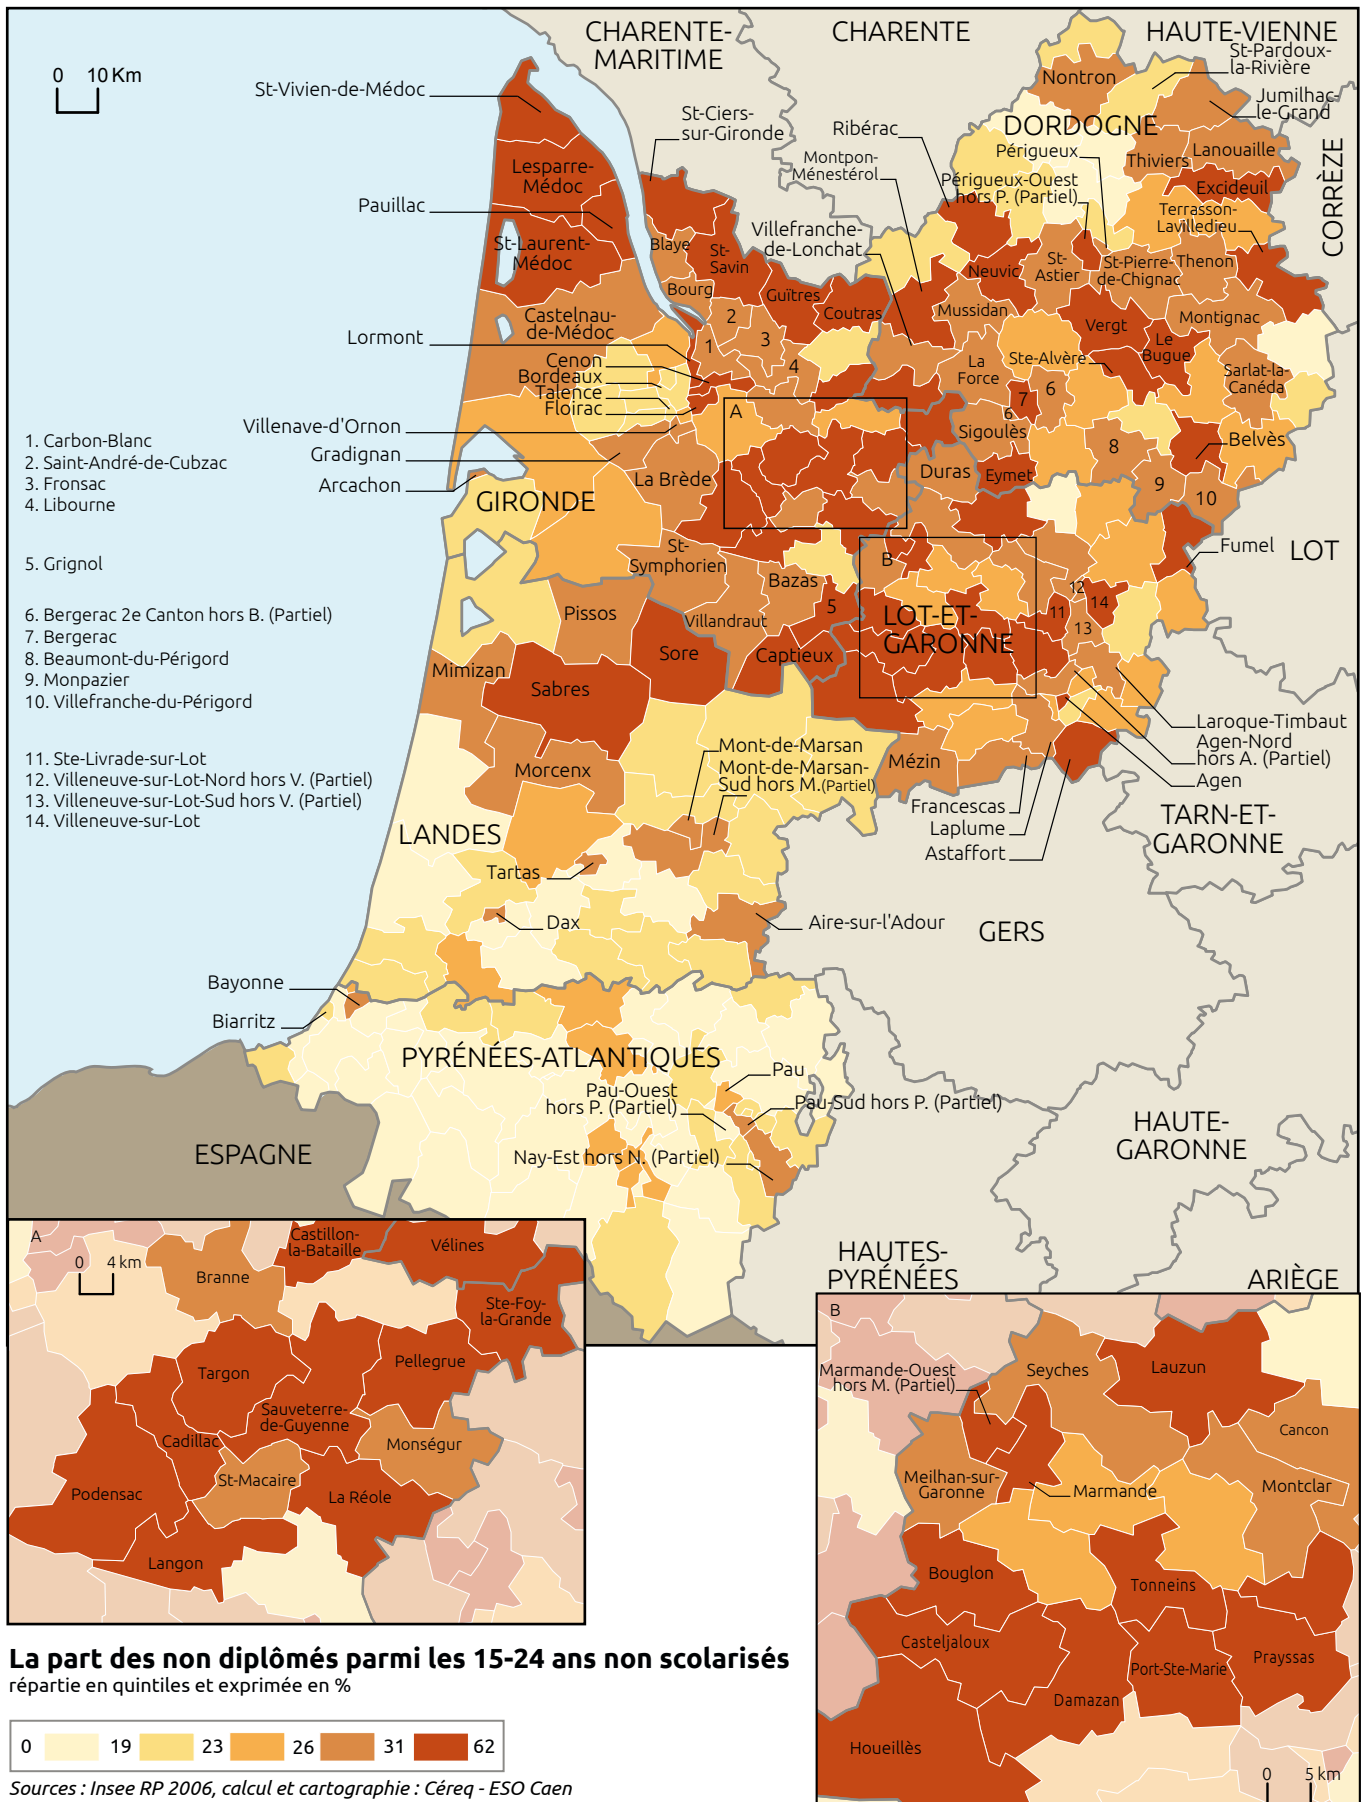 CHARENTE-
MARITIME
CHARENTE
HAUTE-VIENNE
0 10 Km
St-Vivien-de-Médoc
St-Ciers-
sur-Gironde
Ribérac
Montpon-
Ménestérol
Nontron
St-Pardoux-
la-Rivière
Jumilhac-
le-Grand
DORDOGNE
Périgueux
Thiviers
Lanouaille
CORRÈZE
Lesparre-
Médoc
Périgueux-Ouest
hors P. (Partiel)
Excideuil
Pauillac
Terrasson-
Lavilledieu
St-Laurent-
Médoc
Blaye
St-
Savin
Villefranche-
de-Lonchat
Neuvic
St-
Astier
St-Pierre-
de-Chignac
Thenon
Bourg
Guîtres
Coutras
Mussidan
Vergt
Montignac
Castelnau-
de-Médoc
2
3
1
4
Lormont
Cenon
Bordeaux
Talence
Floirac
La
Force
Ste-Alvère
Le
Bugue
Sarlat-la-
Canéda
7
6
6
A
Villenave-d'Ornon
Gradignan
Arcachon
Sigoulès
8
Belvès
1. Carbon-Blanc
2. Saint-André-de-Cubzac
3. Fronsac
4. Libourne
5. Grignol
6. Bergerac 2e Canton hors B. (Partiel)
7. Bergerac
8. Beaumont-du-Périgord
9. Monpazier
10. Villefranche-du-Périgord
11. Ste-Livrade-sur-Lot
12. Villeneuve-sur-Lot-Nord hors V. (Partiel)
13. Villeneuve-sur-Lot-Sud hors V. (Partiel)
14. Villeneuve-sur-Lot
La Brède
Duras
Eymet
9
10
GIRONDE
St-
Symphorien
Bazas
B
Fumel
LOT
Pissos
Villandraut
5
LOT-ET-
GARONNE
12
14
11
13
Mimizan
Sabres
Sore
Captieux
Laroque-Timbaut
Agen-Nord
hors A. (Partiel)
Agen
Morcenx
Mont-de-Marsan
Mont-de-Marsan-
Sud hors M.(Partiel)
Mézin
Francescas
Laplume
Astaffort
TARN-ET-
GARONNE
LANDES
Tartas
Dax
Aire-sur-l'Adour
GERS
Bayonne
Biarritz
PYRÉNÉES-ATLANTIQUES
Pau
Pau-Ouest
hors P. (Partiel)
Pau-Sud hors P. (Partiel)
Nay-Est hors N. (Partiel)
ESPAGNE
HAUTE-
GARONNE
HAUTES-
PYRÉNÉES
ARIÈGE
A
0 4 km
Castillon-
la-Bataille
Vélines
Branne
Ste-Foy-
la-Grande
Targon
Pellegrue
Sauveterre-
de-Guyenne
Cadillac
Monségur
St-Macaire
Podensac
La Réole
Langon
B
Marmande-Ouest
hors M. (Partiel)
Seyches
Lauzun
Cancon
Meilhan-sur-
Garonne
Marmande
Montclar
Bouglon
Tonneins
Casteljaloux
Port-Ste-Marie
Prayssas
Damazan
Houeillès
0 5 km
La part des non diplômés parmi les 15-24 ans non scolarisés
répartie en quintiles et exprimée en %
0 19 23 26 31 62
Sources : Insee RP 2006, calcul et cartographie : Céreq - ESO Caen